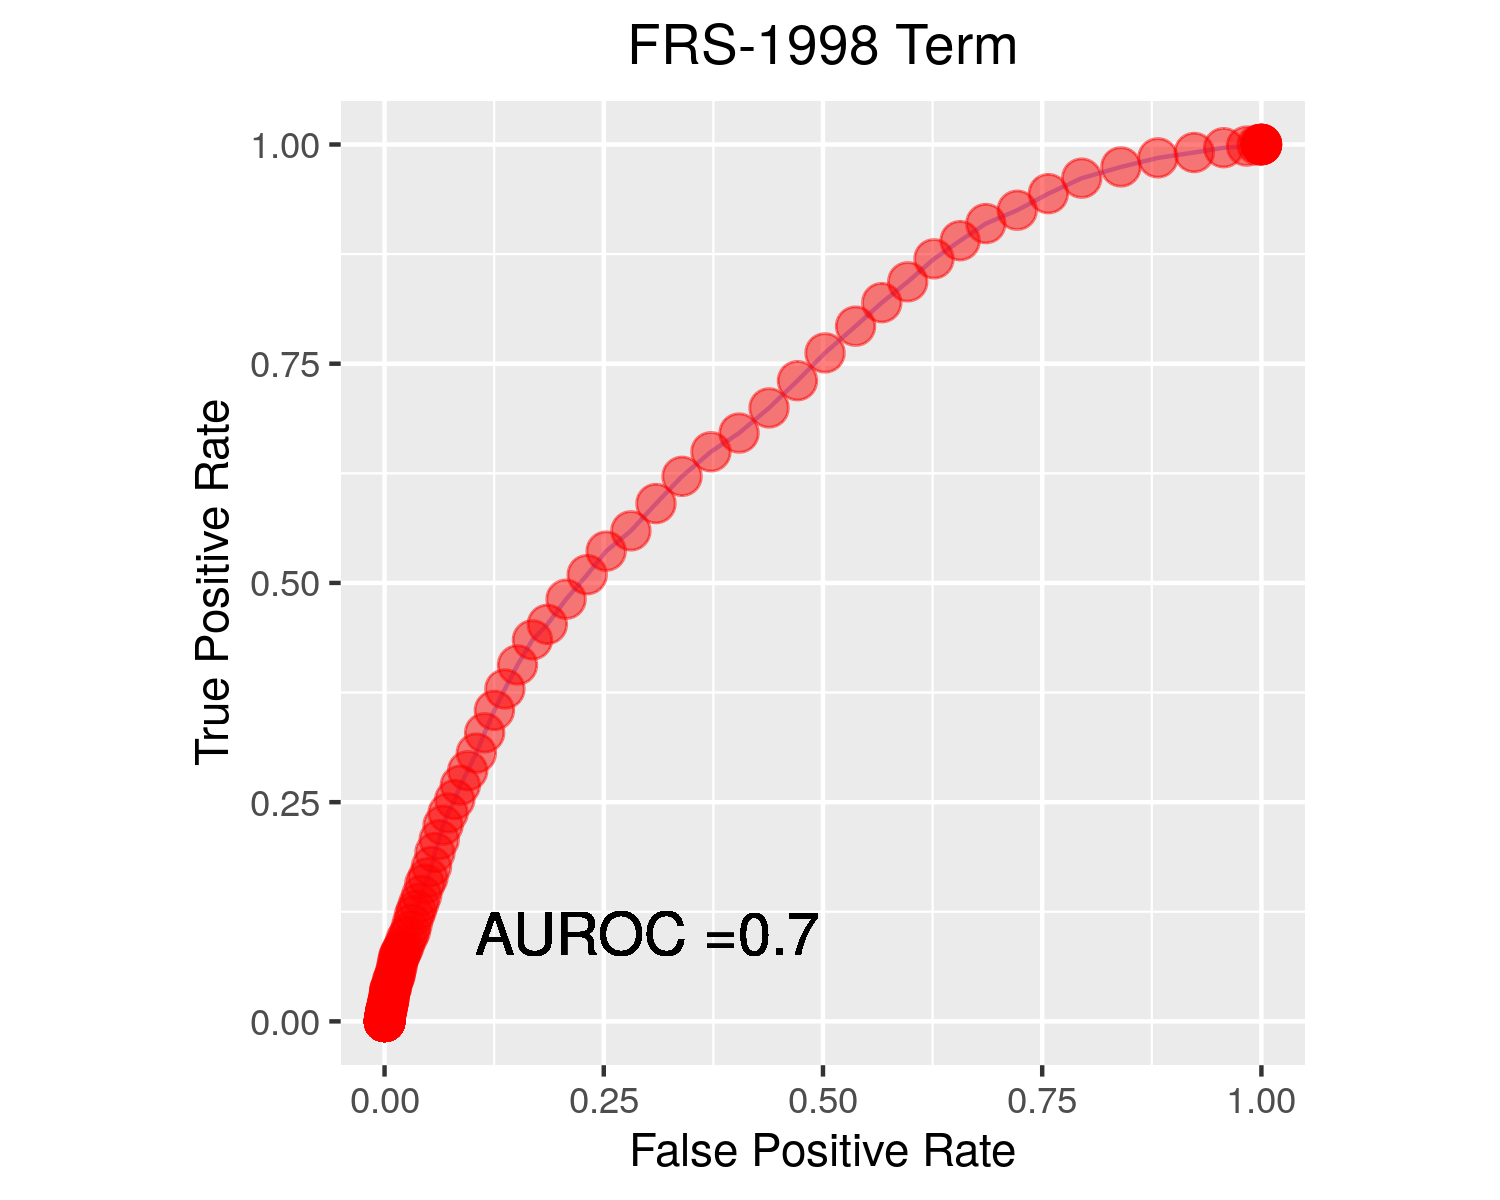 FRS-1998 Term
1.00
0.75
0.50
0.25
0.00
True Positive Rate
AUROC =0.7
0.00 0.25 0.50 0.75 1.00
False Positive Rate